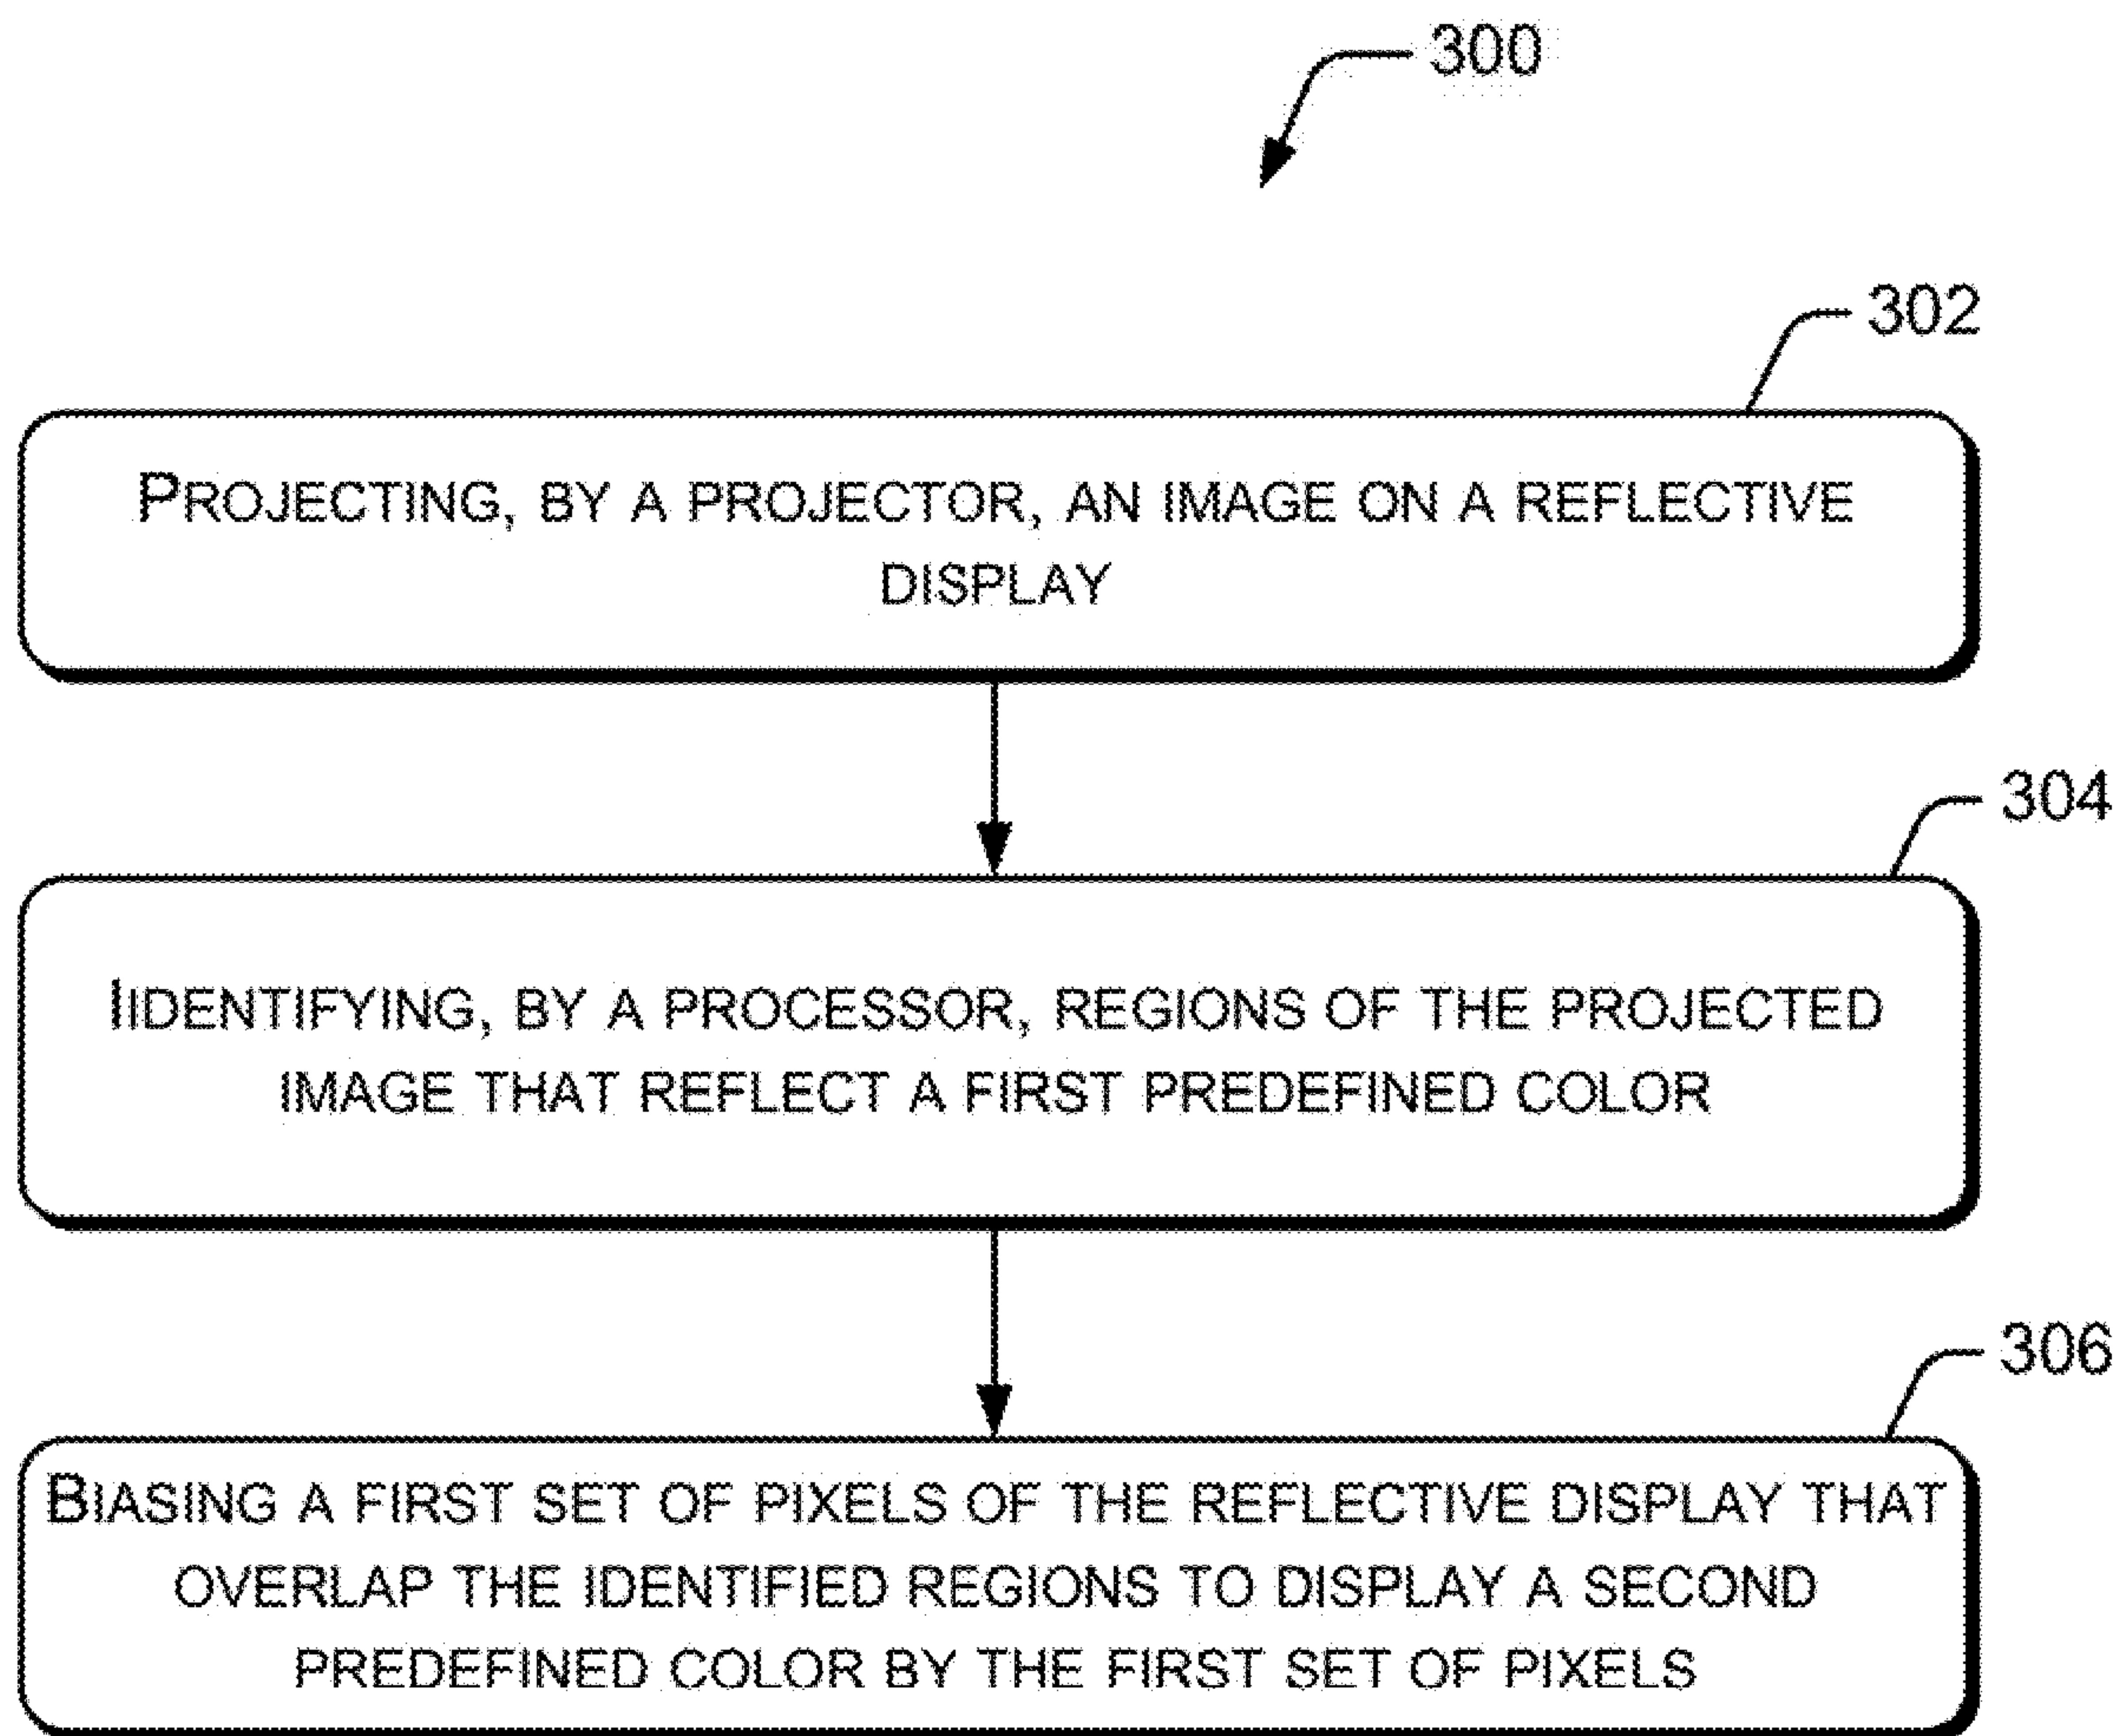 300
302
PROJECTING, BY A PROJECTOR, AN IMAGE ON A REFLECTIVE
DISPLAY
304
IIDENTIFYING, BY A PROCESSOR, REGIONS OF THE PROJECTED
IMAGE THAT REFLECT A FIRST PREDEFINED COLOR
306
BIASING A FIRST SET OF PIXELS OF THE REFLECTIVE DISPLAY THAT
OVERLAP THE IDENTIFIED REGIONS TO DISPLAY A SECOND
PREDEFINED COLOR BY THE FIRST SET OF PIXELS